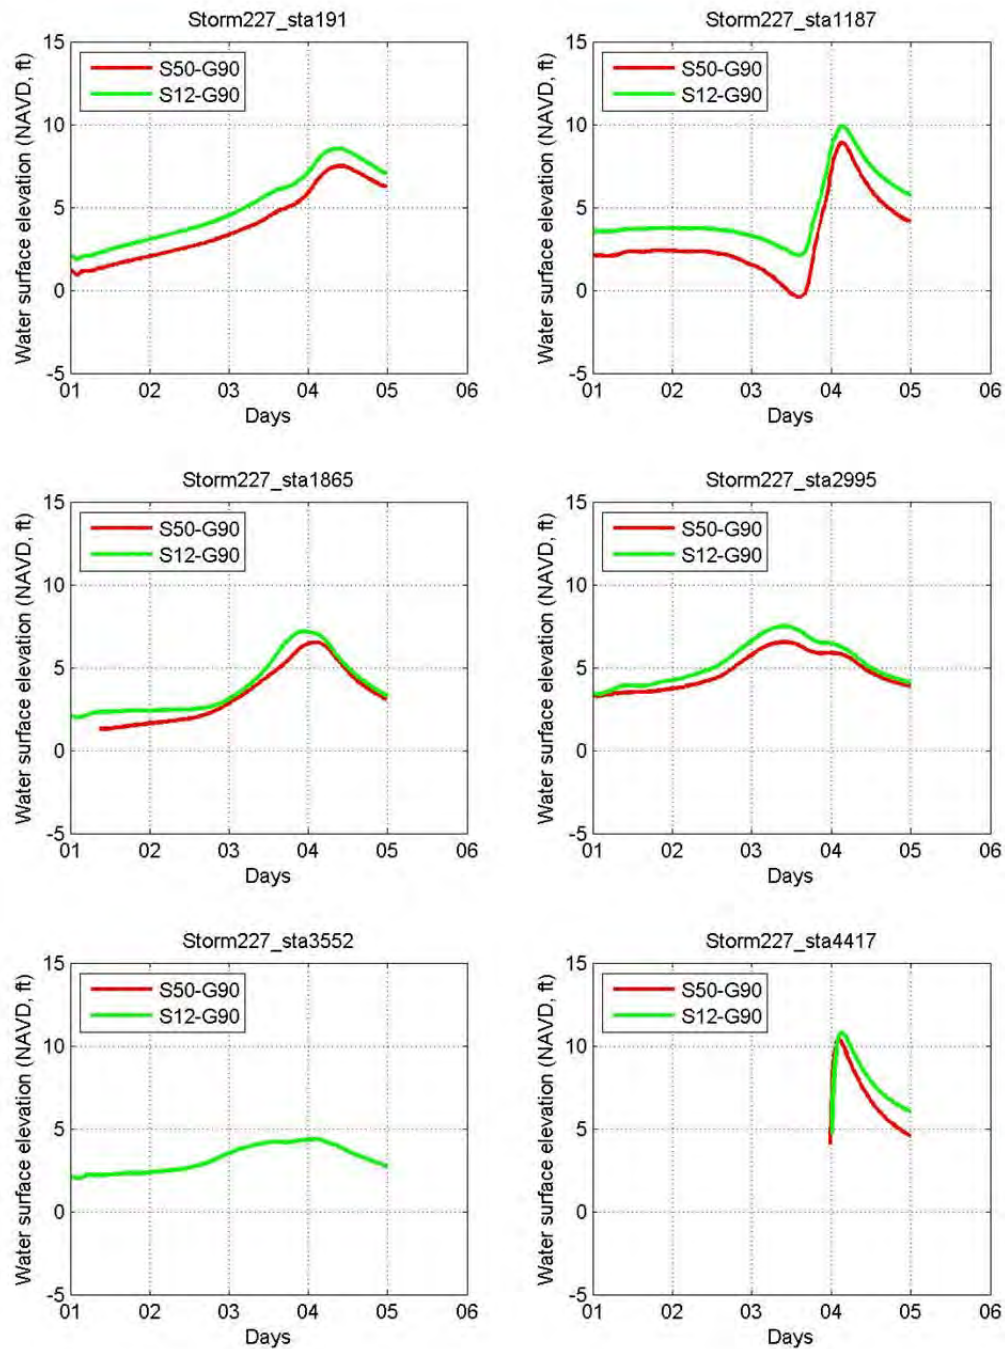 Storm227_sta191
Water surface elevation (NAVD, ft)
15
10
5
0
-5
S50-G90
S12-G90
01 02 03 04 05 06
Days
Storm227_sta1187
Water surface elevation (NAVD, ft)
15
10
5
0
-5
S50-G90
S12-G90
01 02 03 04 05 06
Days
Storm227_sta1865
Water surface elevation (NAVD, ft)
15
10
5
0
-5
S50-G90
S12-G90
01 02 03 04 05 06
Days
Storm227_sta2995
Water surface elevation (NAVD, ft)
15
10
5
0
-5
S50-G90
S12-G90
01 02 03 04 05 06
Days
Storm227_sta3552
Water surface elevation (NAVD, ft)
15
10
5
0
-5
S50-G90
S12-G90
01 02 03 04 05 06
Days
Storm227_sta4417
Water surface elevation (NAVD, ft)
15
10
5
0
-5
S50-G90
S12-G90
01 02 03 04 05 06
Days